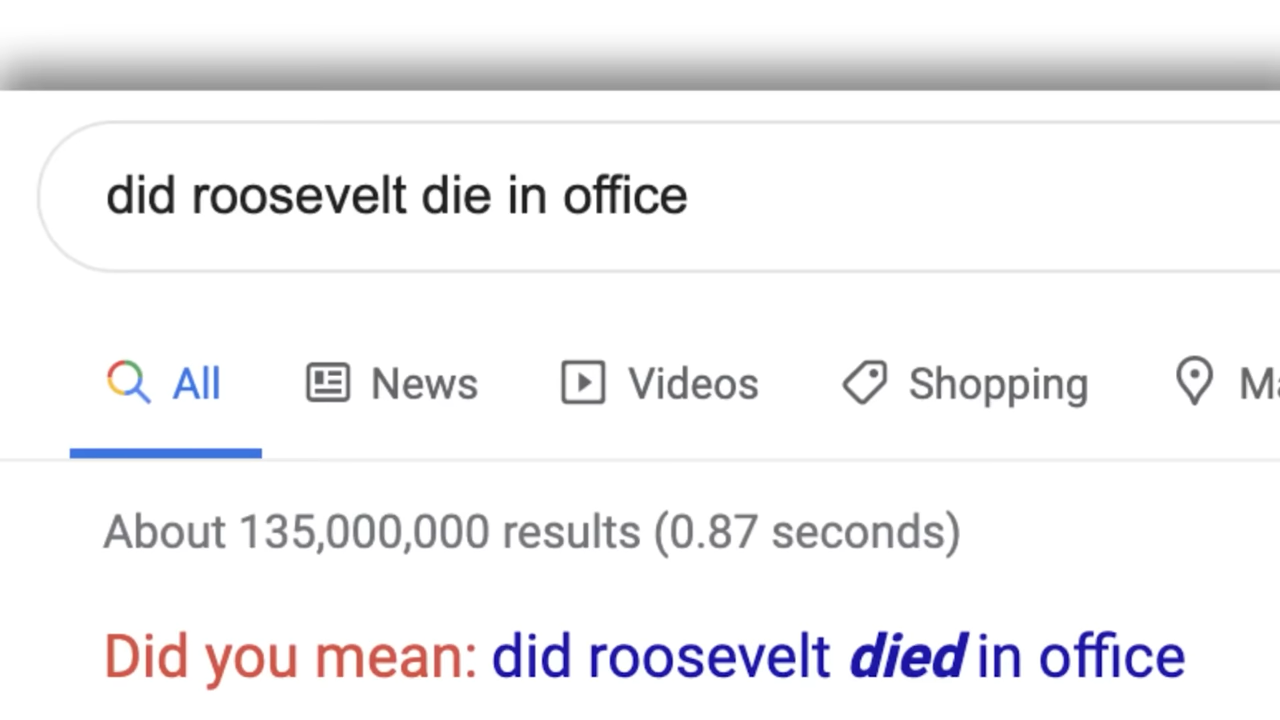 did roosevelt die in office
All News Videos Shopping Ma
About 135,000,000 results (0.87 seconds)
Did you mean: did roosevelt died in office